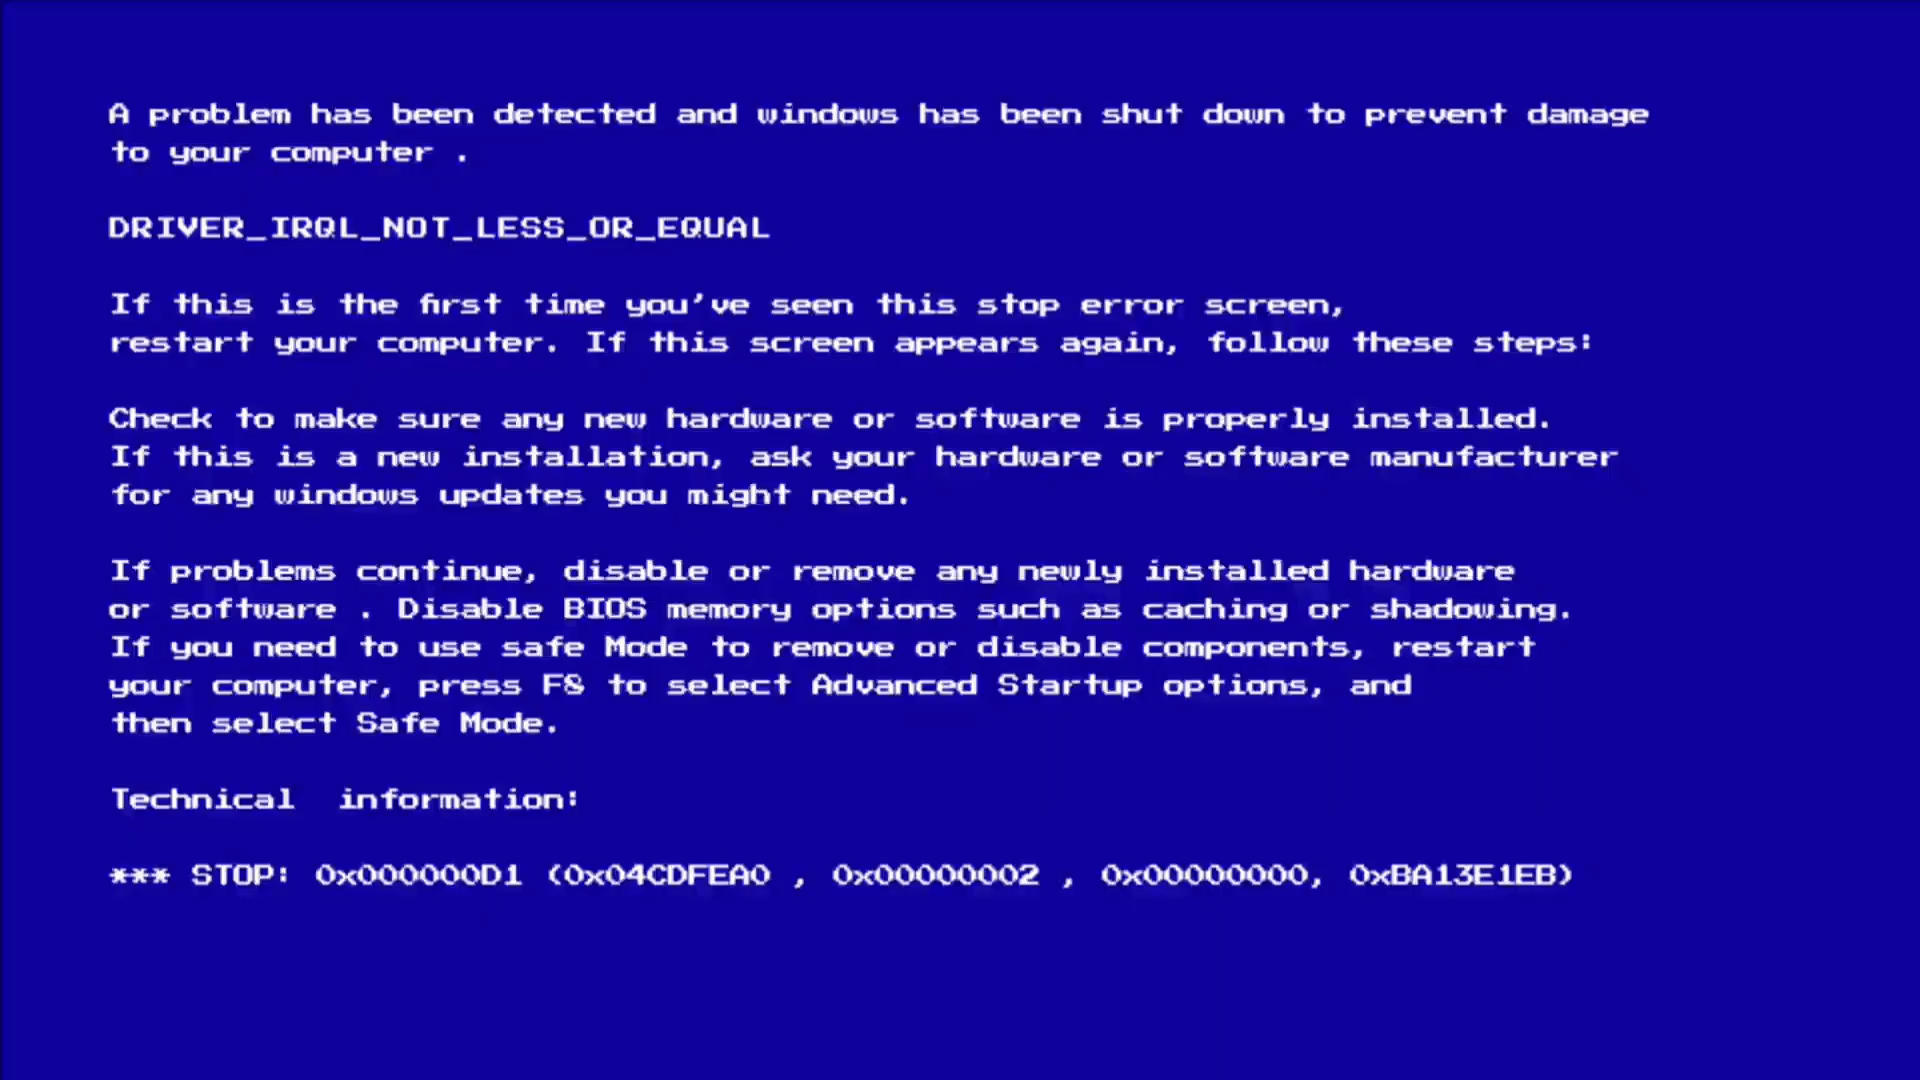 A problem has been detected and windows has been shut down to prevent damage
to your computer .
DRIVER_IRQL_NOT_LESS_OR_EQUAL
If this is the first time you've seen this stop error screen,
restart your computer. If this screen appears again, follow these steps:
Check to make sure any new hardware or software is properly installed.
If this is a new installation, ask your hardware or software manufacturer
for any windows updates you might need.
If problems continue, disable or remove any newly installed hardware
or software . Disable BIOS memory options such as caching or shadowing.
If you need to use safe Mode to remove or disable components, restart
your computer, press F& to select Advanced Startup options, and
then select Safe Mode.
Technical  information:
*** STOP: 0x000000D1 (0x04CDFEA0 , 0x00000002 , 0x00000000, 0xBA13E1EB)